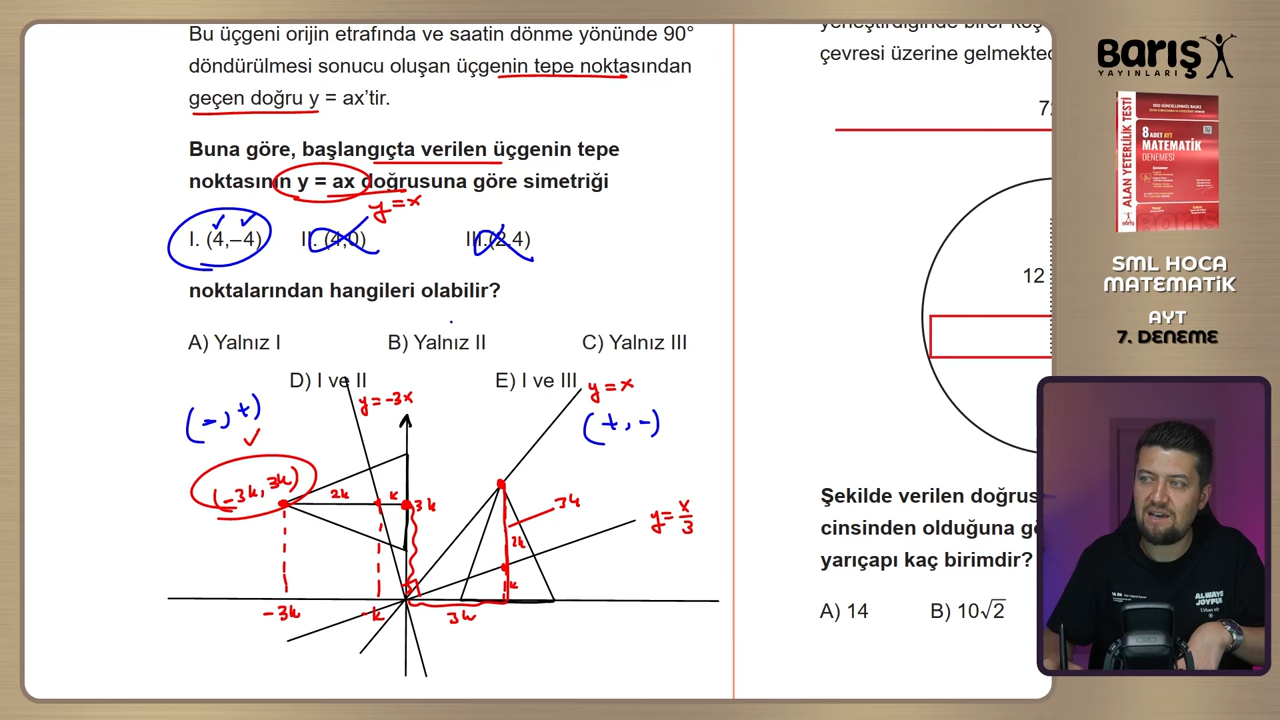 Bu üçgeni orijin etrafında ve saatin dönme yönünde 90°
döndürülmesi sonucu oluşan üçgenin tepe noktasından
geçen doğru y = ax'tir.
Buna göre, başlangıçta verilen üçgenin tepe
noktasının y = ax doğrusuna göre simetriği
y=x
I. (4,–4) II. (4,0) III.(2,4)
noktalarından hangileri olabilir?
A) Yalnız I B) Yalnız II C) Yalnız III
D) I ve II E) I ve III
y=-3x
y=x
(-,+)
(+,-)
(-3k,3k)
2k
k
3k
3k
2k
k
y=x/3
-3k
-k
3k
çevresi üzerine gelmekted
72
12
Şekilde verilen doğrus
cinsinden olduğuna gö
yarıçapı kaç birimdir?
A) 14 B) 10√2
BARIŞ
YAYINLARI
ALAN YETERLİLİK TESTİ
8 ADET AYT
MATEMATİK
DENEMESİ
SML HOCA
MATEMATİK
AYT
7. DENEME
ALWAYS
JOYFUL